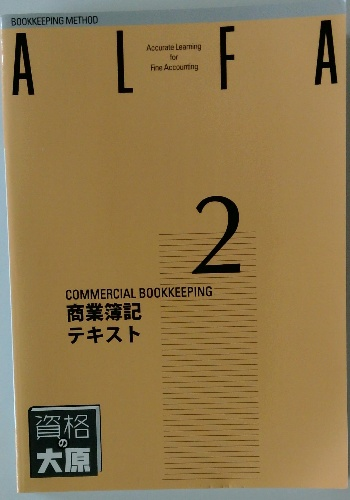 BOOKKEEPING METHOD
ALFA
Accurate Learning
for
Fine Accounting
2
COMMERCIAL BOOKKEEPING
商業簿記
テキスト
資格
の
大原